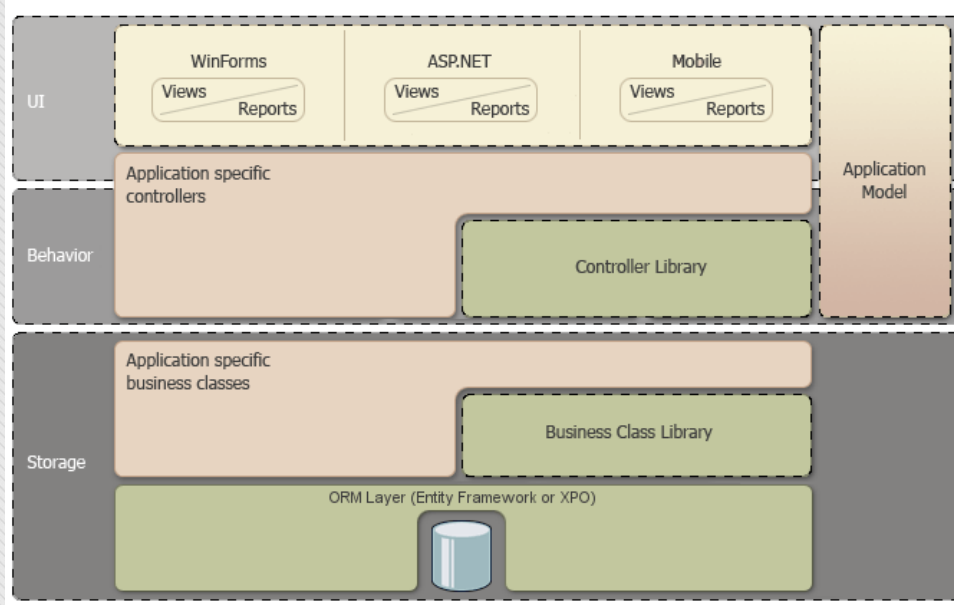 UI
WinForms
Views
Reports
ASP.NET
Views
Reports
Mobile
Views
Reports
Application
Model
Application specific
controllers
Behavior
Controller Library
Application specific
business classes
Storage
Business Class Library
ORM Layer (Entity Framework or XPO)